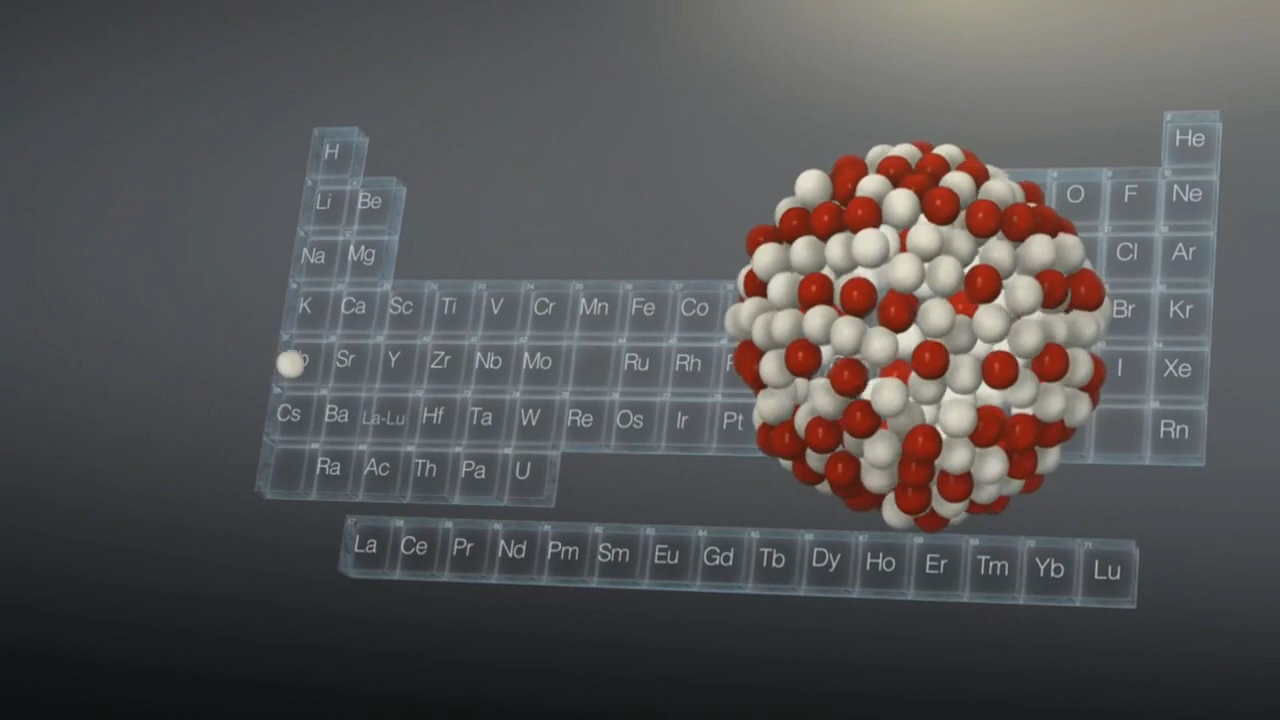 H He
Li Be O F Ne
Na Mg Cl Ar
K Ca Sc Ti V Cr Mn Fe Co Br Kr
Sr Y Zr Nb Mo Ru Rh I Xe
Cs Ba La-Lu Hf Ta W Re Os Ir Pt Rn
Ra Ac Th Pa U
La Ce Pr Nd Pm Sm Eu Gd Tb Dy Ho Er Tm Yb Lu